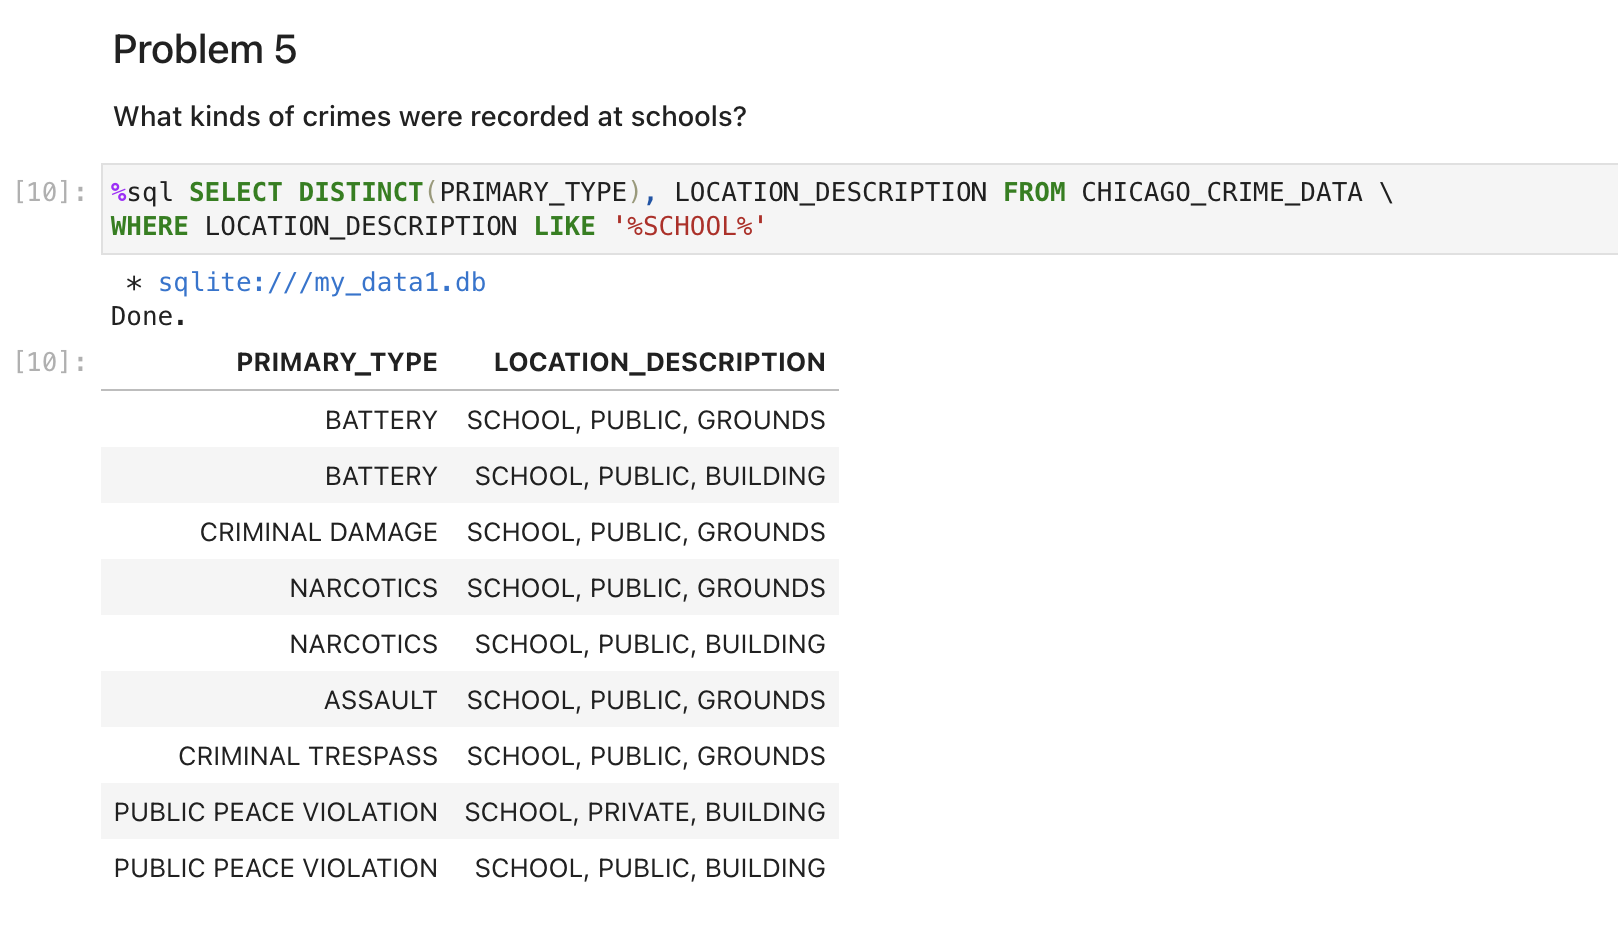 Problem 5
What kinds of crimes were recorded at schools?
[10]: %sql SELECT DISTINCT(PRIMARY_TYPE), LOCATION_DESCRIPTION FROM CHICAGO_CRIME_DATA \
WHERE LOCATION_DESCRIPTION LIKE '%SCHOOL%'
* sqlite:///my_data1.db
Done.
[10]: PRIMARY_TYPE LOCATION_DESCRIPTION
BATTERY SCHOOL, PUBLIC, GROUNDS
BATTERY SCHOOL, PUBLIC, BUILDING
CRIMINAL DAMAGE SCHOOL, PUBLIC, GROUNDS
NARCOTICS SCHOOL, PUBLIC, GROUNDS
NARCOTICS SCHOOL, PUBLIC, BUILDING
ASSAULT SCHOOL, PUBLIC, GROUNDS
CRIMINAL TRESPASS SCHOOL, PUBLIC, GROUNDS
PUBLIC PEACE VIOLATION SCHOOL, PRIVATE, BUILDING
PUBLIC PEACE VIOLATION SCHOOL, PUBLIC, BUILDING